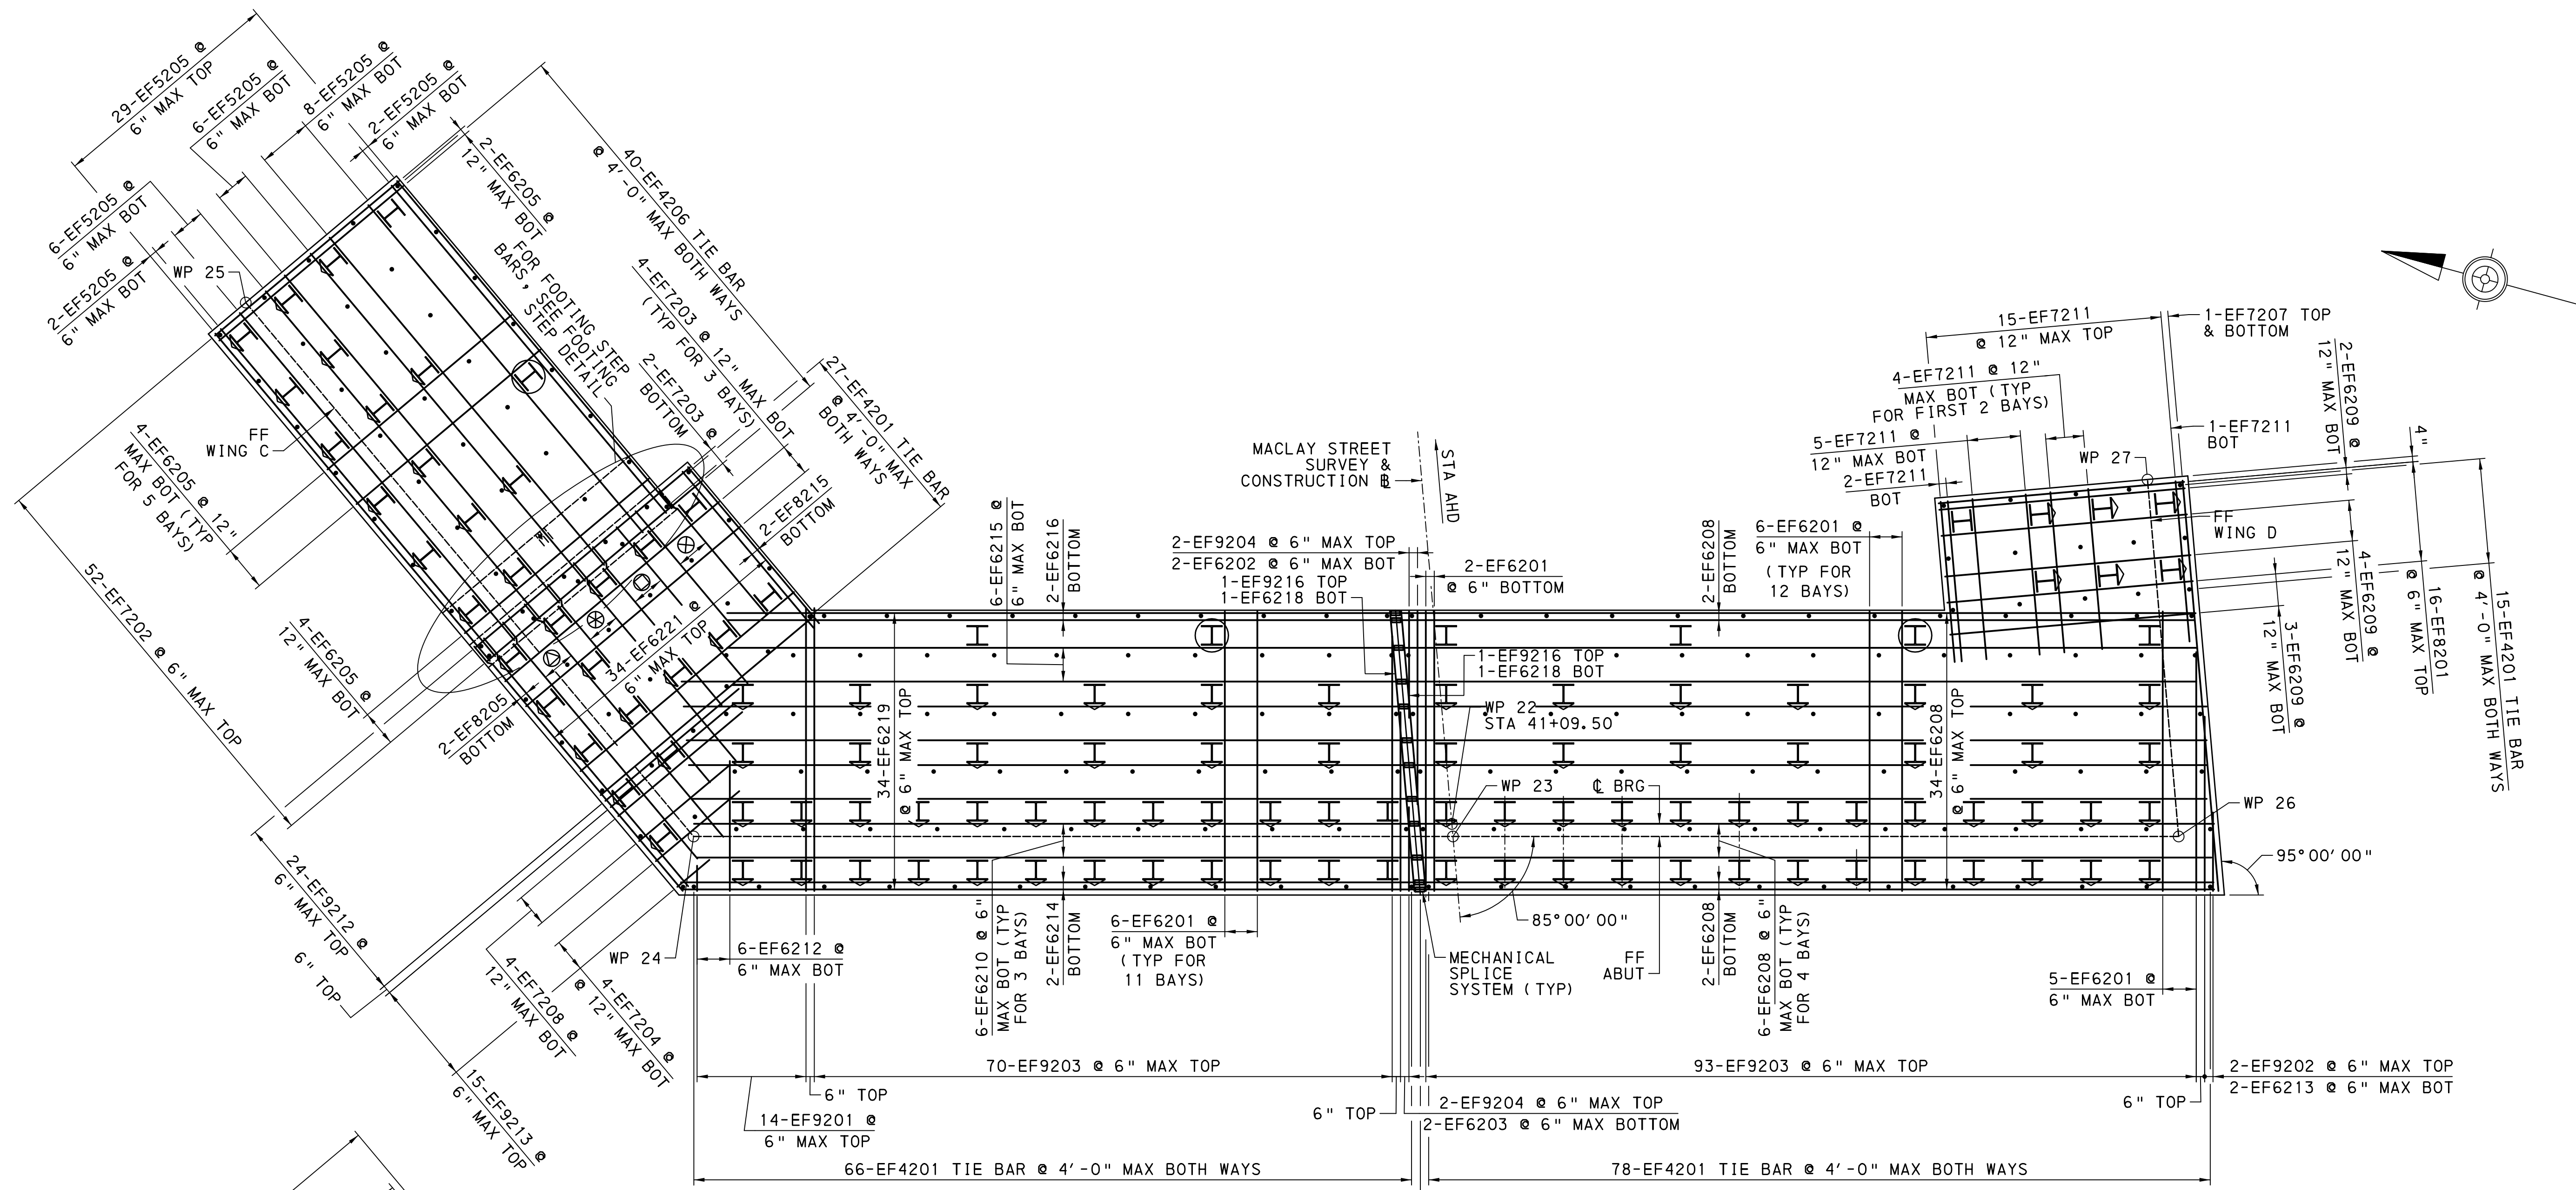 29-EF5205 @
6" MAX TOP
6-EF5205 @
6" MAX BOT
8-EF5205 @
6" MAX BOT
2-EF5205 @
6" MAX BOT
2-EF6205 @
12" MAX BOT
40-EF4206 TIE BAR
@ 4'-0" MAX BOTH WAYS
6-EF5205 @
6" MAX BOT
2-EF5205 @
6" MAX BOT
WP 25
FOR FOOTING STEP
BARS, SEE FOOTING
STEP DETAIL
4-EF7203 @ 12" MAX BOT
(TYP FOR 3 BAYS)
2-EF7203 @
BOTTOM
27-EF4201 TIE BAR
@ 4'-0" MAX
BOTH WAYS
FF
WING C
4-EF6205 @ 12"
MAX BOT (TYP
FOR 5 BAYS)
2-EF8215
BOTTOM
52-EF7202 @ 6" MAX TOP
4-EF6205 @
12" MAX BOT
34-EF6221 @
6" MAX TOP
2-EF8205
BOTTOM
24-EF9212 @
6" MAX TOP
6" TOP
15-EF9213 @
6" MAX TOP
4-EF7208 @
12" MAX BOT
4-EF7204 @
@ 12" MAX BOT
WP 24
6-EF6212 @
6" MAX BOT
34-EF6219
@ 6" MAX TOP
6-EF6215 @
6" MAX BOT
2-EF6216
BOTTOM
6-EF6210 @ 6"
MAX BOT (TYP
FOR 3 BAYS)
2-EF6214
BOTTOM
6-EF6201 @
6" MAX BOT
(TYP FOR
11 BAYS)
MACLAY STREET
SURVEY &
CONSTRUCTION ℄
STA AHD
2-EF9204 @ 6" MAX TOP
2-EF6202 @ 6" MAX BOT
1-EF9216 TOP
1-EF6218 BOT
2-EF6201
@ 6" BOTTOM
1-EF9216 TOP
1-EF6218 BOT
WP 22
STA 41+09.50
WP 23
℄ BRG
85°00'00"
MECHANICAL
SPLICE
SYSTEM (TYP)
FF
ABUT
2-EF6208
BOTTOM
6-EF6201 @
6" MAX BOT
(TYP FOR
12 BAYS)
34-EF6208
@ 6" MAX TOP
2-EF6208
BOTTOM
6-EF6208 @ 6"
MAX BOT (TYP
FOR 4 BAYS)
15-EF7211
@ 12" MAX TOP
1-EF7207 TOP
& BOTTOM
4-EF7211 @ 12"
MAX BOT (TYP
FOR FIRST 2 BAYS)
5-EF7211 @
12" MAX BOT
2-EF7211
BOT
WP 27
1-EF7211
BOT
2-EF6209 @
12" MAX BOT
4"
FF
WING D
4-EF6209 @
12" MAX BOT
3-EF6209 @
12" MAX BOT
16-EF8201
@ 6" MAX TOP
15-EF4201 TIE BAR
@ 4'-0" MAX BOTH WAYS
WP 26
95°00'00"
5-EF6201 @
6" MAX BOT
70-EF9203 @ 6" MAX TOP
93-EF9203 @ 6" MAX TOP
2-EF9202 @ 6" MAX TOP
2-EF6213 @ 6" MAX BOT
6" TOP
14-EF9201 @
6" MAX TOP
6" TOP
2-EF9204 @ 6" MAX TOP
2-EF6203 @ 6" MAX BOTTOM
6" TOP
66-EF4201 TIE BAR @ 4'-0" MAX BOTH WAYS
78-EF4201 TIE BAR @ 4'-0" MAX BOTH WAYS